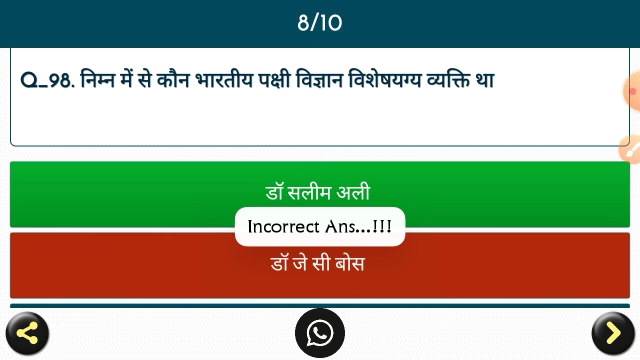 8/10
Q_98. निम्न में से कौन भारतीय पक्षी विज्ञान विशेषयग्य व्यक्ति था
डॉ सलीम अली
Incorrect Ans...!!!
डॉ जे सी बोस